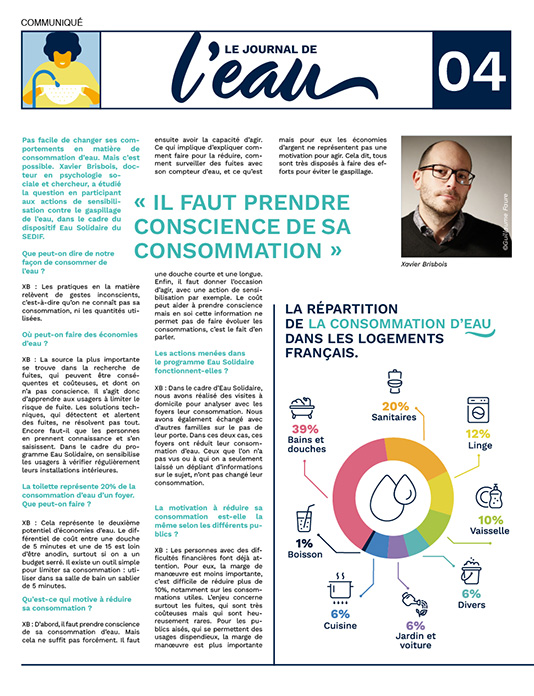 COMMUNIQUÉ
LE JOURNAL DE
l'eau
04
Pas facile de changer ses com-
portements en matière de
consommation d'eau. Mais c'est
possible. Xavier Brisbois, doc-
teur en psychologie so-
ciale et chercheur, a étudié
la question en participant
aux actions de sensibili-
sation contre le gaspillage
de l'eau, dans le cadre du
dispositif Eau Solidaire du
SEDIF.
Que peut-on dire de notre
façon de consommer de
l'eau ?
XB : Les pratiques en la matière
relèvent de gestes inconscients,
c'est-à-dire qu'on ne connaît pas sa
consommation, ni les quantités uti-
lisées.
Où peut-on faire des économies
d'eau ?
XB : La source la plus importante
se trouve dans la recherche de
fuites, qui peuvent être consé-
quentes et coûteuses, et dont on
n'a pas conscience. Il s'agit donc
d'apprendre aux usagers à limiter le
risque de fuite. Les solutions tech-
niques, qui détectent et alertent
des fuites, ne résolvent pas tout.
Encore faut-il que les personnes
en prennent connaissance et s'en
saisissent. Dans le cadre du pro-
gramme Eau Solidaire, on sensibilise
les usagers à vérifier régulièrement
leurs installations intérieures.
La toilette représente 20% de la
consommation d'eau d'un foyer.
Que peut-on faire ?
XB : Cela représente le deuxième
potentiel d'économies d'eau. Le dif-
férentiel de coût entre une douche
de 5 minutes et une de 15 est loin
d'être anodin, surtout si on a un
budget serré. Il existe un outil simple
pour limiter sa consommation : uti-
liser dans sa salle de bain un sablier
de 5 minutes.
Qu'est-ce qui motive à réduire
sa consommation ?
XB : D'abord, il faut prendre conscience
de sa consommation d'eau. Mais
cela ne suffit pas forcément. Il faut
ensuite avoir la capacité d'agir.
Ce qui implique d'expliquer com-
ment faire pour la réduire, com-
ment surveiller des fuites avec
son compteur d'eau, et ce qu'est
mais pour eux les économies
d'argent ne représentent pas une
motivation pour agir. Cela dit, tous
sont très disposés à faire des ef-
forts pour éviter le gaspillage.
« IL FAUT PRENDRE
CONSCIENCE DE SA
CONSOMMATION »
une douche courte et une longue.
Enfin, il faut donner l'occasion
d'agir, avec une action de sensi-
bilisation par exemple. Le coût
peut aider à prendre conscience
mais en soi cette information ne
permet pas de faire évoluer les
consommations, c'est le fait d'en
parler.
Les actions menées dans
le programme Eau Solidaire
fonctionnent-elles ?
XB : Dans le cadre d'Eau Solidaire,
nous avons réalisé des visites à
domicile pour analyser avec les
foyers leur consommation. Nous
avons également échangé avec
d'autres familles sur le pas de
leur porte. Dans ces deux cas, ces
foyers ont réduit leur consom-
mation d'eau. Ceux que l'on n'a
pas vus ou à qui on a seulement
laissé un dépliant d'informations
sur le sujet, n'ont pas changé leur
consommation.
La motivation à réduire sa
consommation est-elle la
même selon les différents pu-
blics ?
XB : Les personnes avec des dif-
ficultés financières font déjà at-
tention. Pour eux, la marge de
manœuvre est moins importante,
c'est difficile de réduire plus de
10%, notamment sur les consom-
mations utiles. L'enjeu concerne
surtout les fuites, qui sont très
coûteuses mais qui sont heu-
reusement rares. Pour les pu-
blics aisés, qui se permettent des
usages dispendieux, la marge de
manœuvre est plus importante
©Guillaume Faure
Xavier Brisbois
LA RÉPARTITION
DE LA CONSOMMATION D'EAU
DANS LES LOGEMENTS
FRANÇAIS.
39%
Bains et
douches
20%
Sanitaires
12%
Linge
10%
Vaisselle
6%
Divers
6%
Jardin et
voiture
6%
Cuisine
1%
Boisson